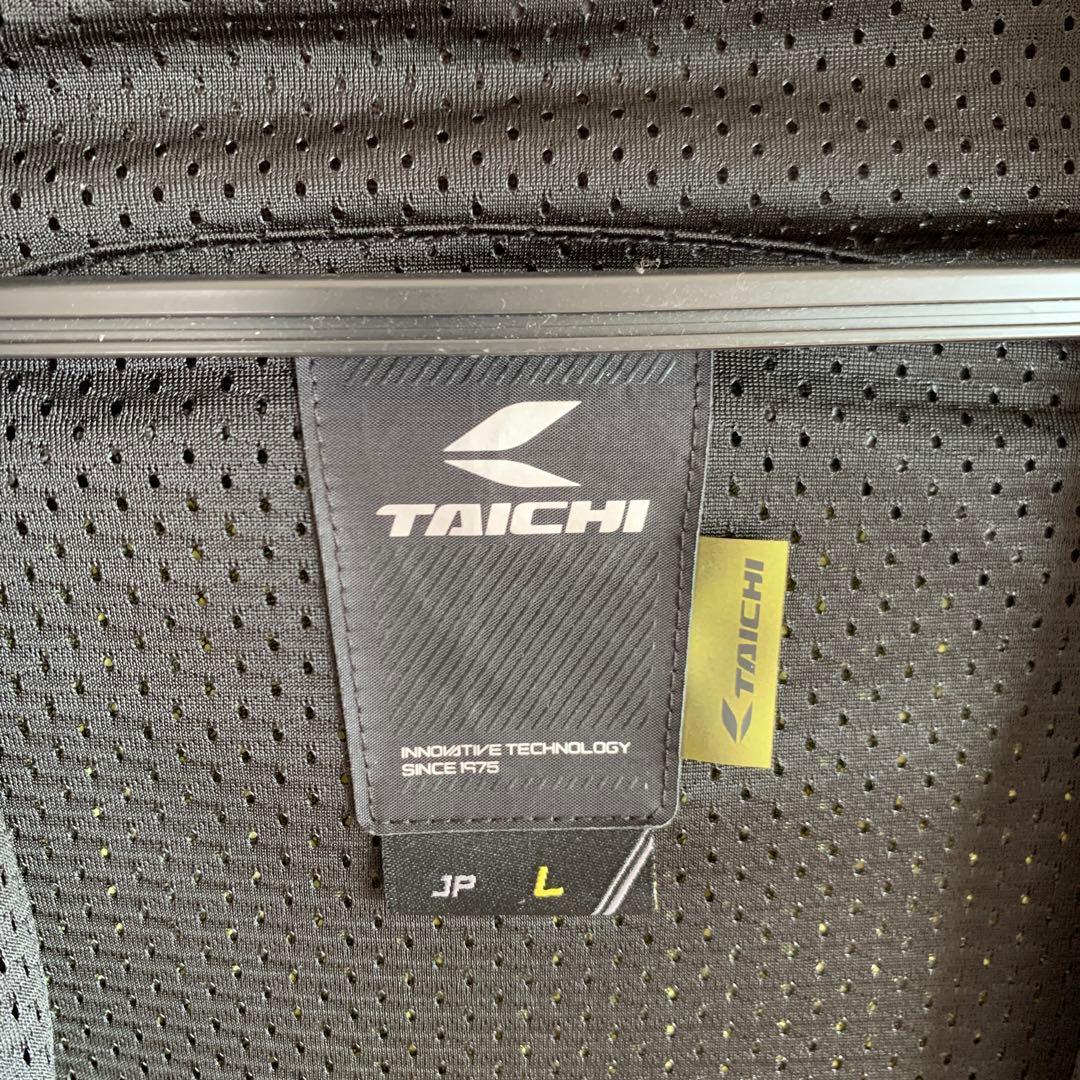 TAICHI
TAICHI
INNOVATIVE TECHNOLOGY
SINCE 1975
JP L